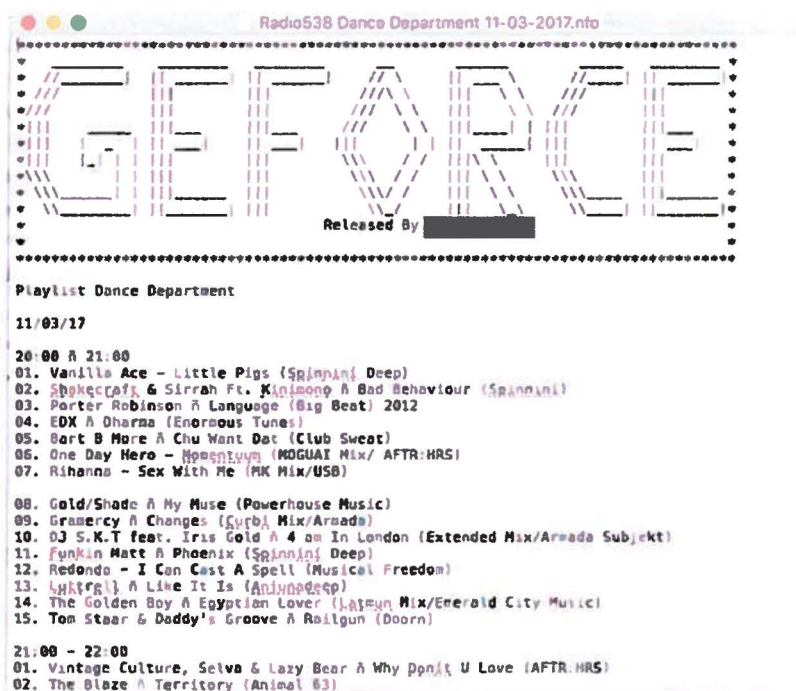 Radio538 Dance Department 11-03-2017.nfo
GEFORCE
Released By
Playlist Dance Department
11/03/17
20:00 ñ 21:00
01. Vanilla Ace - Little Pigs (Spinnini Deep)
02. Shakecraft & Sirrah Ft. Kinimono ñ Bad Behaviour (Spinnini)
03. Porter Robinson ñ Language (Big Beat) 2012
04. EDX ñ Dharma (Enormous Tunes)
05. Bart B More ñ Chu Want Dat (Club Sweat)
06. One Day Hero - Momentuum (MOGUAI Mix/ AFTR:HRS)
07. Rihanna - Sex With Me (MK Mix/USB)
08. Gold/Shade ñ My Muse (Powerhouse Music)
09. Gramercy ñ Changes (Curbi Mix/Armada)
10. DJ S.K.T feat. Iris Gold ñ 4 am In London (Extended Mix/Armada Subjekt)
11. Funkin Matt ñ Phoenix (Spinnini Deep)
12. Redondo - I Can Cast A Spell (Musical Freedom)
13. Luttrell ñ Like It Is (Anjunadeep)
14. The Golden Boy ñ Egyptian Lover (Latmun Mix/Emerald City Music)
15. Tom Staar & Daddy's Groove ñ Railgun (Doorn)
21:00 - 22:00
01. Vintage Culture, Selva & Lazy Bear ñ Why Donít U Love (AFTR:HRS)
02. The Blaze ñ Territory (Animal 63)